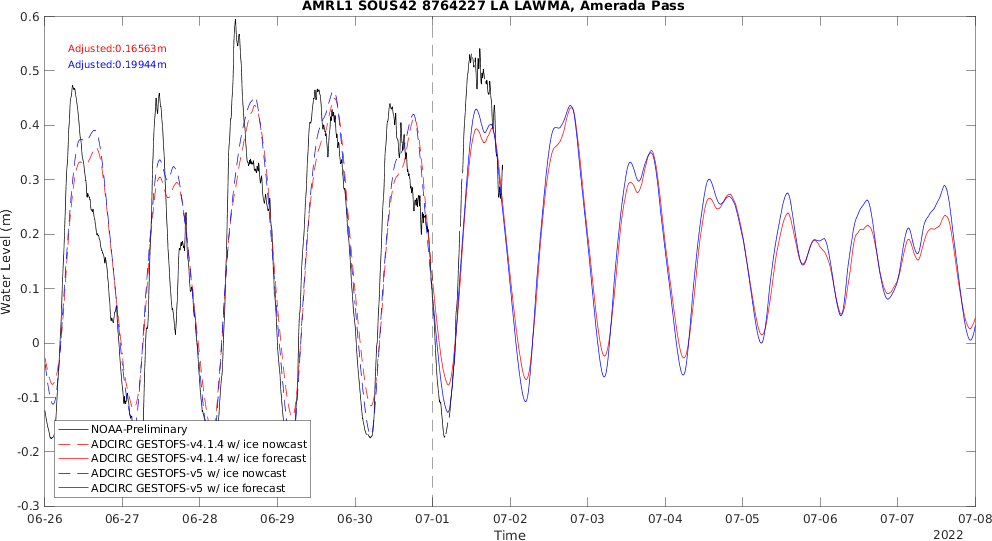 AMRL1 SOUS42 8764227 LA LAWMA, Amerada Pass
Adjusted:0.16563m
Adjusted:0.19944m
Water Level (m)
0.6
0.5
0.4
0.3
0.2
0.1
0
-0.1
-0.2
-0.3
NOAA-Preliminary
ADCIRC GESTOFS-v4.1.4 w/ ice nowcast
ADCIRC GESTOFS-v4.1.4 w/ ice forecast
ADCIRC GESTOFS-v5 w/ ice nowcast
ADCIRC GESTOFS-v5 w/ ice forecast
06-26 06-27 06-28 06-29 06-30 07-01 07-02 07-03 07-04 07-05 07-06 07-07 07-08
Time
2022